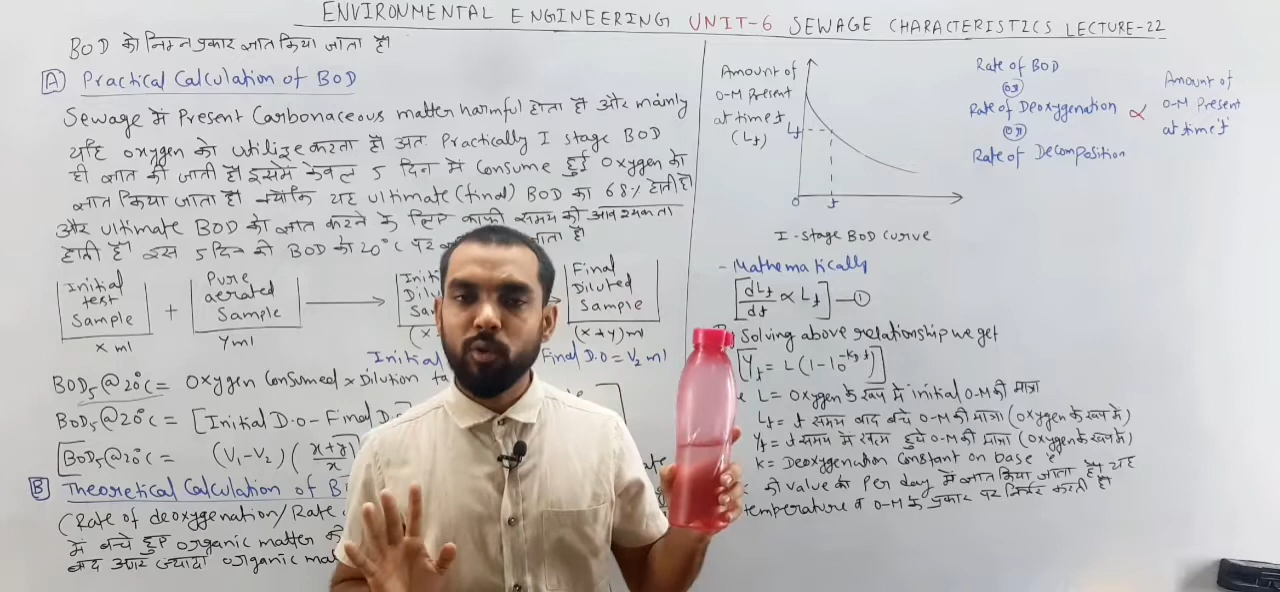 ENVIRONMENTAL ENGINEERING UNIT-6 SEWAGE CHARACTERISTICS LECTURE-22
BOD को निम्न प्रकार ज्ञात किया जाता है।
A Practical Calculation of BOD
Sewage में Present Carbonaceous matter harmful होता है और mainly
यही oxygen को utilize करता है अतः Practically I stage BOD
ही ज्ञात की जाती है। इसमें केवल 5 दिन में Consume हुई Oxygen को
ज्ञात किया जाता है। क्योंकि यह ultimate (final) BOD का 68% होती है
और ultimate BOD को ज्ञात करने के लिए काफी समय की आवश्यकता
होती है। इस 5 दिन की BOD को 20°C पर जाता है
Initial test Sample
+
Pure aerated Sample
Final Diluted Sample
x ml
y ml
(x+y) ml
Initial
Final D.O = V2 ml
BOD5@20°C = Oxygen Consumed × Dilution
BOD5@20°C = [Initial D.O - Final D.
BOD5@20°C = (V1-V2) (x+y/x
B Theoretical Calculation of B
(Rate of deoxygenation/Rate
में बचे हुए organic matter
बाद अगर ज्यादा organic
Amount of
O-M Present
at time t
(Lt)
Lt
O
t
I-stage BOD curve
Rate of BOD
or
Rate of Deoxygenation ∝ Amount of O-M Present at time 't'
or
Rate of Decomposition
- Mathematically
[dLt/dt ∝ Lt] —①
By Solving above relationship we get
[Yt = L(1-10^-KD t)]
L = Oxygen के रूप में initial O-M की मात्रा
Lt = t समय बाद बचे O-M की मात्रा (Oxygen के रूप में)
Yt = t समय में खत्म हुये O-M की मात्रा (Oxygen के रूप में)
K = Deoxygenation Constant on base 'e'
की value को Per day में ज्ञात किया जाता है। यह
temperature व O-M के प्रकार पर निर्भर करती है